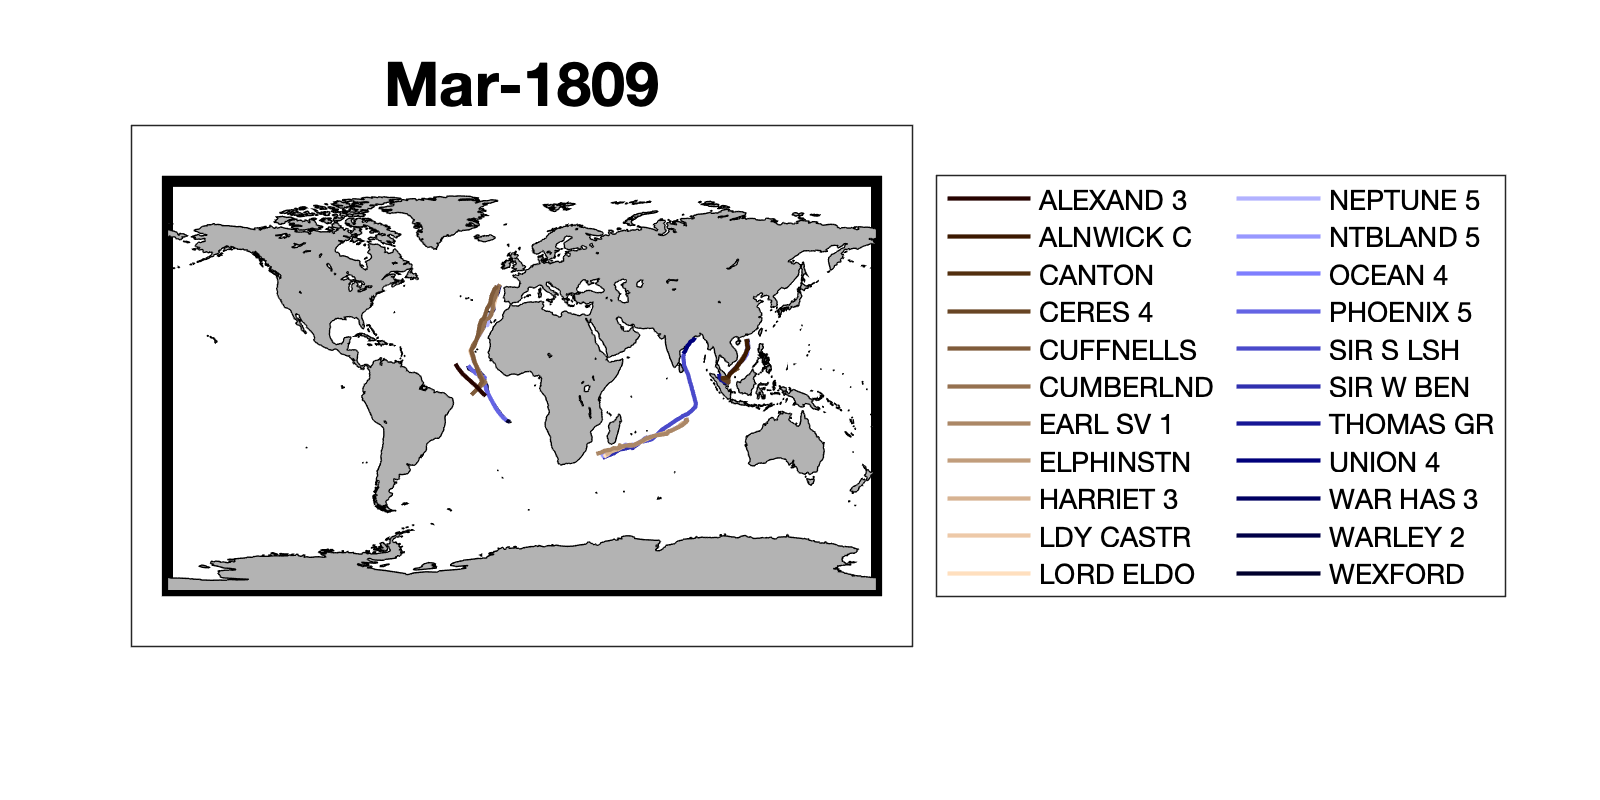 Mar-1809
ALEXAND 3
ALNWICK C
CANTON
CERES 4
CUFFNELLS
CUMBERLND
EARL SV 1
ELPHINSTN
HARRIET 3
LDY CASTR
LORD ELDO
NEPTUNE 5
NTBLAND 5
OCEAN 4
PHOENIX 5
SIR S LSH
SIR W BEN
THOMAS GR
UNION 4
WAR HAS 3
WARLEY 2
WEXFORD